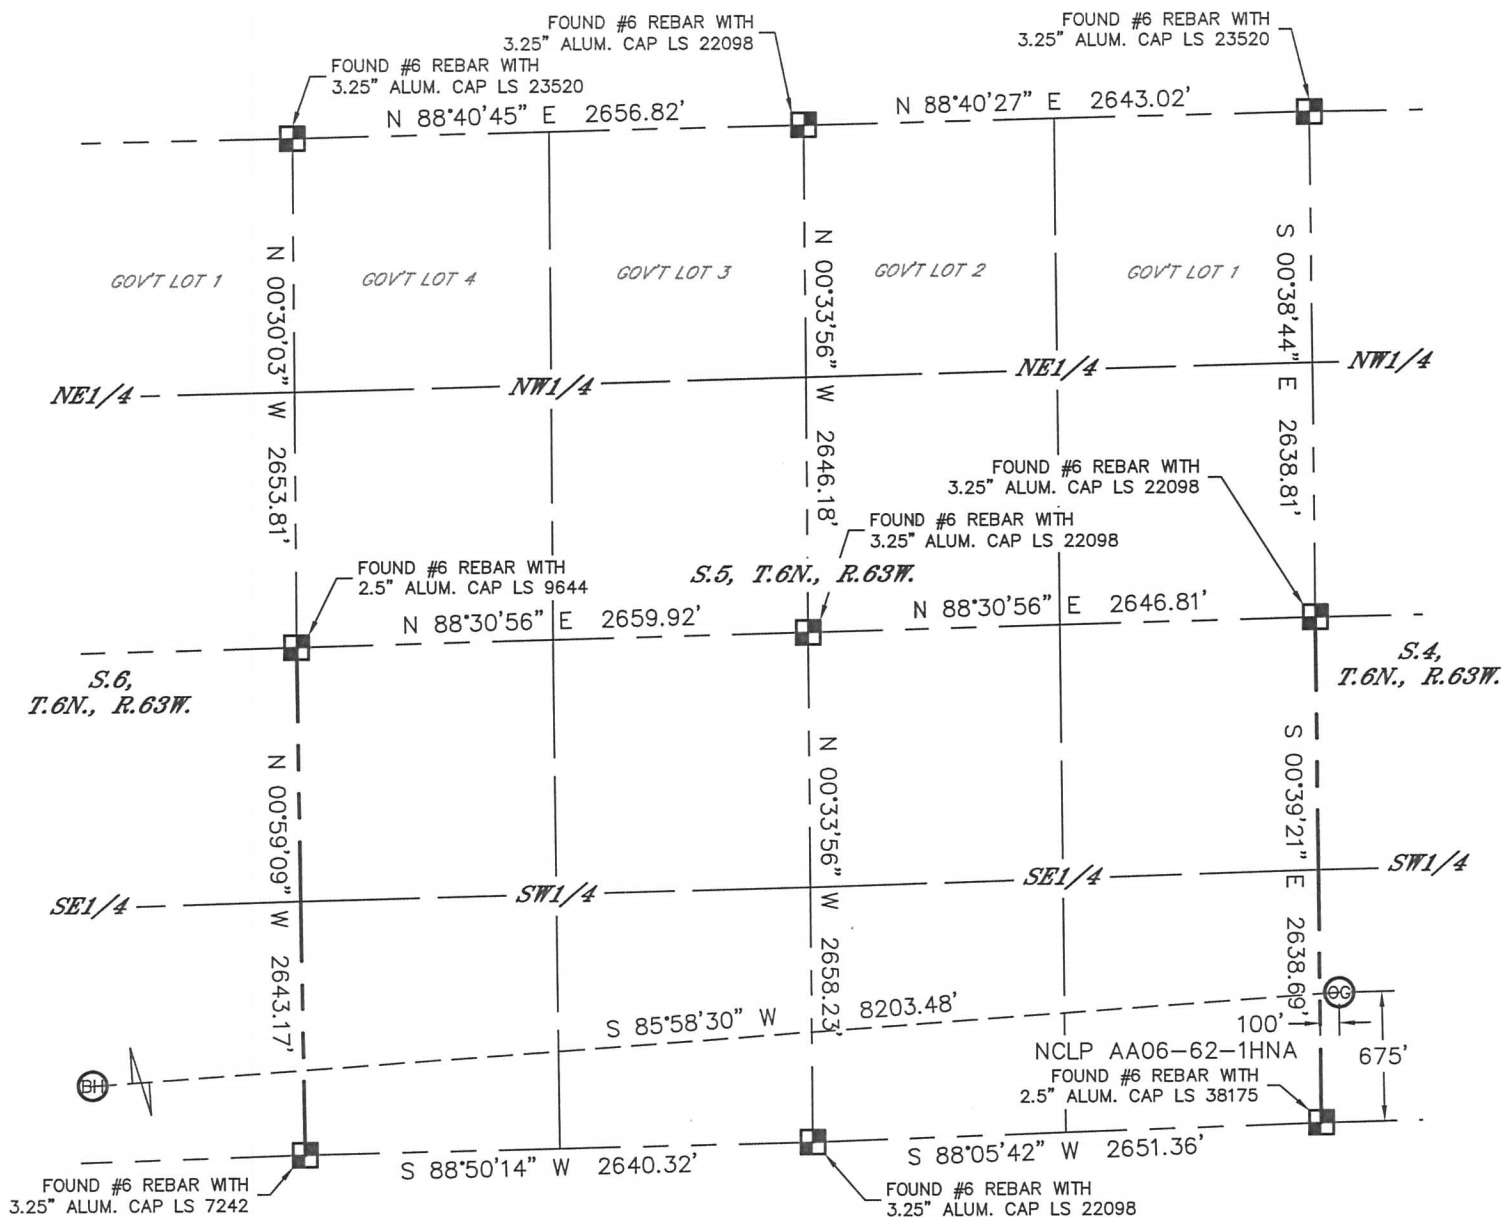 FOUND #6 REBAR WITH
3.25" ALUM. CAP LS 22098
FOUND #6 REBAR WITH
3.25" ALUM. CAP LS 23520
FOUND #6 REBAR WITH
3.25" ALUM. CAP LS 23520
N 88°40'45" E 2656.82'
N 88°40'27" E 2643.02'
N 00°30'03" W 2653.81'
N 00°33'56" W 2646.18'
S 00°38'44" E 2638.81'
GOV'T LOT 1
GOV'T LOT 4
GOV'T LOT 3
GOV'T LOT 2
GOV'T LOT 1
NE1/4
NW1/4
NE1/4
NW1/4
FOUND #6 REBAR WITH
3.25" ALUM. CAP LS 22098
FOUND #6 REBAR WITH
3.25" ALUM. CAP LS 22098
FOUND #6 REBAR WITH
2.5" ALUM. CAP LS 9644
S.5, T.6N., R.63W.
N 88°30'56" E 2659.92'
N 88°30'56" E 2646.81'
S.6,
T.6N., R.63W.
S.4,
T.6N., R.63W.
N 00°59'09" W 2643.17'
N 00°33'56" W 2658.23'
S 00°39'21" E 2638.69'
SE1/4
SW1/4
SE1/4
SW1/4
S 85°58'30" W 8203.48'
OG
100'
675'
NCLP AA06-62-1HNA
BH
FOUND #6 REBAR WITH
2.5" ALUM. CAP LS 38175
S 88°50'14" W 2640.32'
S 88°05'42" W 2651.36'
FOUND #6 REBAR WITH
3.25" ALUM. CAP LS 7242
FOUND #6 REBAR WITH
3.25" ALUM. CAP LS 22098